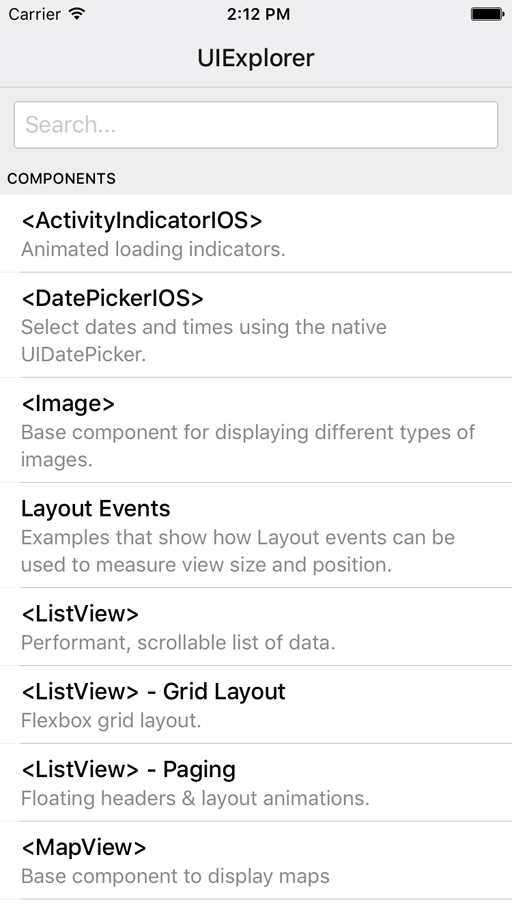 Carrier 2:12 PM
UIExplorer
Search...
COMPONENTS
<ActivityIndicatorIOS>
Animated loading indicators.
<DatePickerIOS>
Select dates and times using the native
UIDatePicker.
<Image>
Base component for displaying different types of
images.
Layout Events
Examples that show how Layout events can be
used to measure view size and position.
<ListView>
Performant, scrollable list of data.
<ListView> - Grid Layout
Flexbox grid layout.
<ListView> - Paging
Floating headers & layout animations.
<MapView>
Base component to display maps